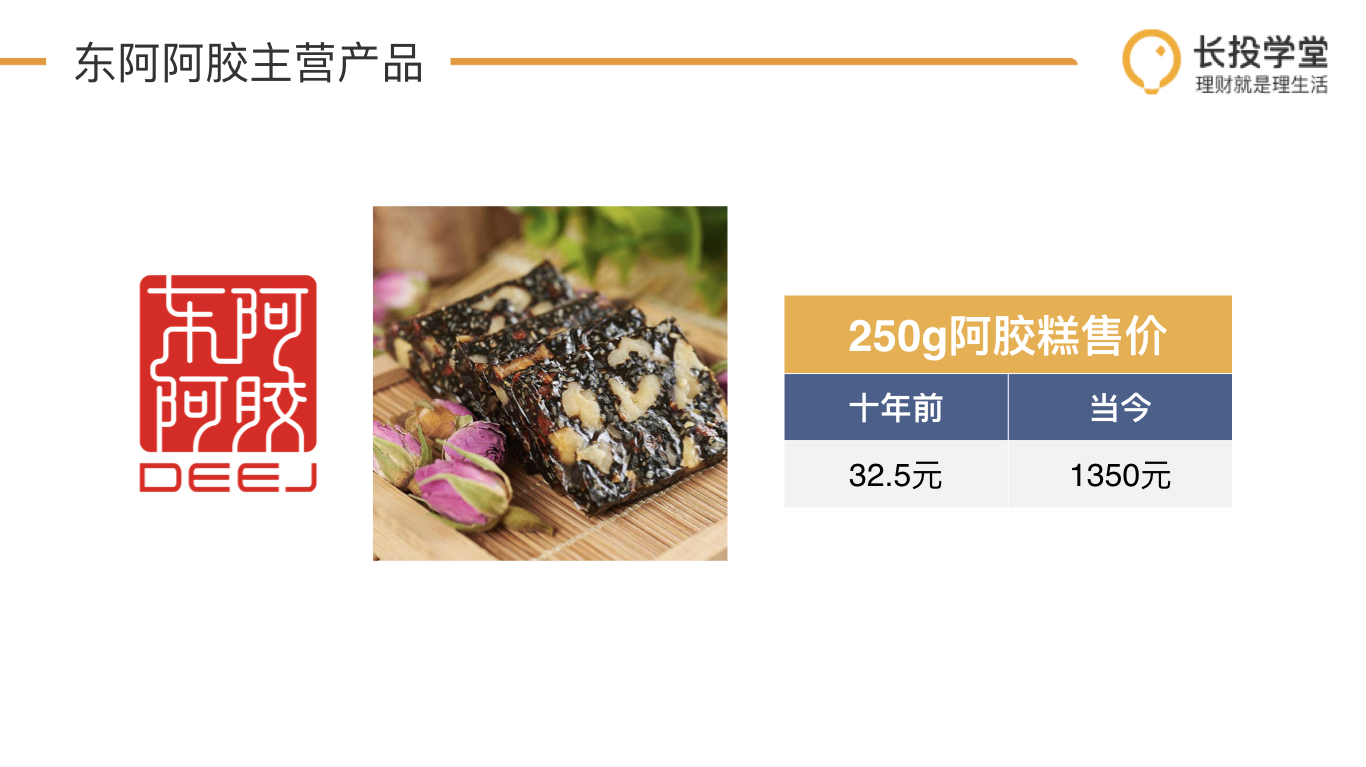 东阿阿胶主营产品
长投学堂
理财就是理生活
东阿
阿胶
DEEJ
250g阿胶糕售价
十年前 当今
32.5元 1350元